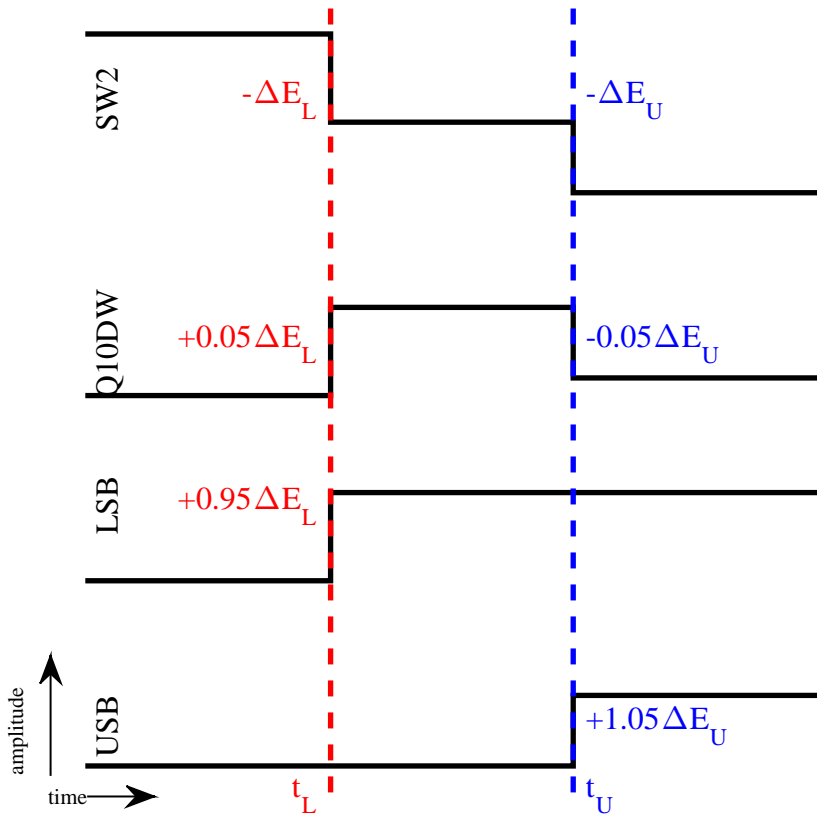 SW2
-ΔE_L
-ΔE_U
Q10DW
+0.05ΔE_L
-0.05ΔE_U
LSB
+0.95ΔE_L
USB
+1.05ΔE_U
amplitude
time
t_L
t_U